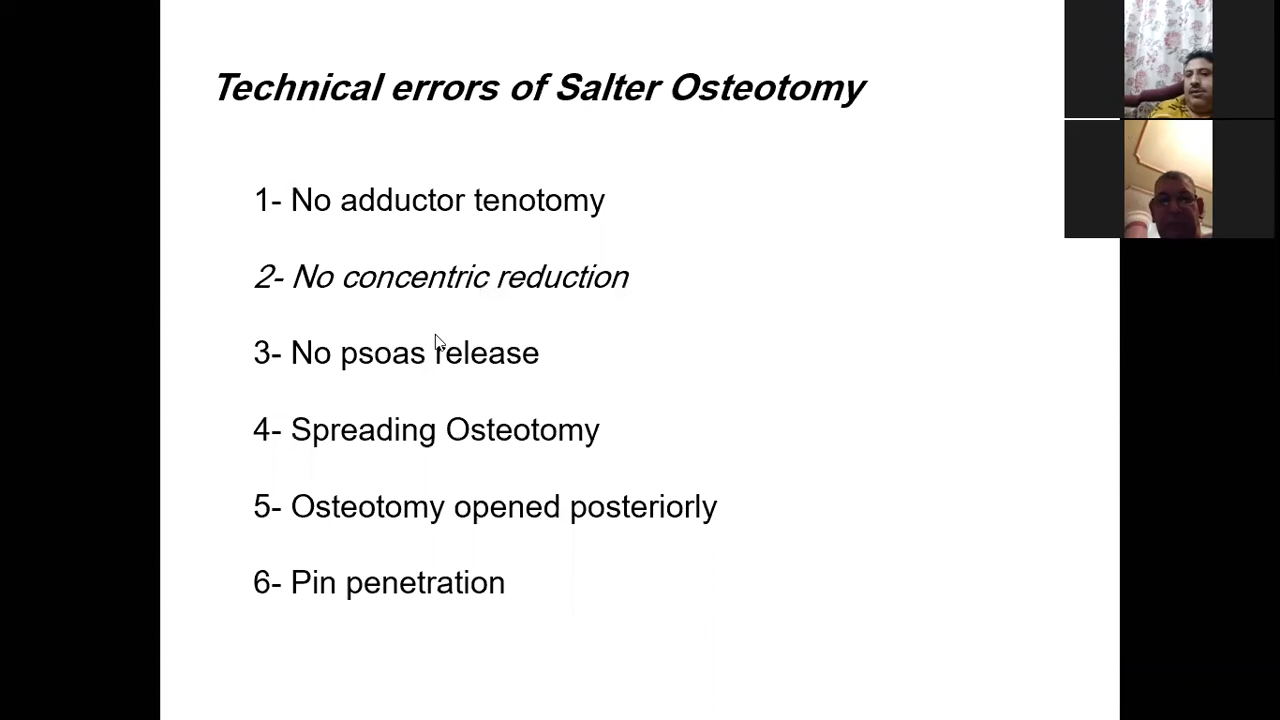 Technical errors of Salter Osteotomy
1- No adductor tenotomy
2- No concentric reduction
3- No psoas release
4- Spreading Osteotomy
5- Osteotomy opened posteriorly
6- Pin penetration